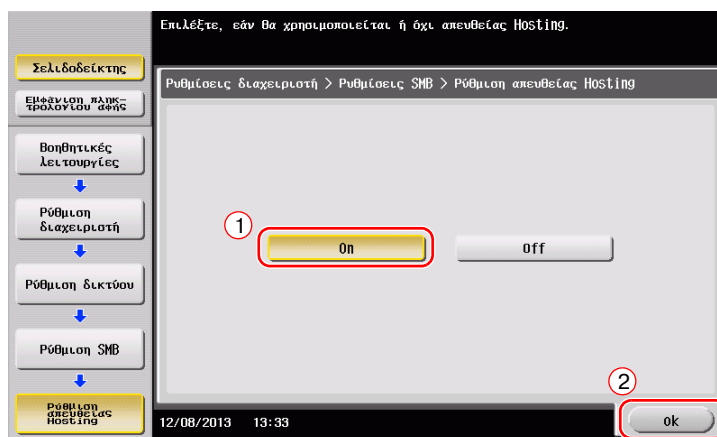 Επιλέξτε, εάν θα χρησιμοποιείται ή όχι απευθείας Hosting.
Σελιδοδείκτης
Εμφάνιση πληκ-
τρολογίου αφής
Ρυθμίσεις διαχειριστή > Ρυθμίσεις SMB > Ρύθμιση απευθείας Hosting
Βοηθητικές
λειτουργίες
Ρύθμιση
διαχειριστή
1
On
Off
Ρύθμιση δικτύου
Ρύθμιση SMB
2
Ρύθμιση
απευθείας
Hosting
12/08/2013 13:33
ok